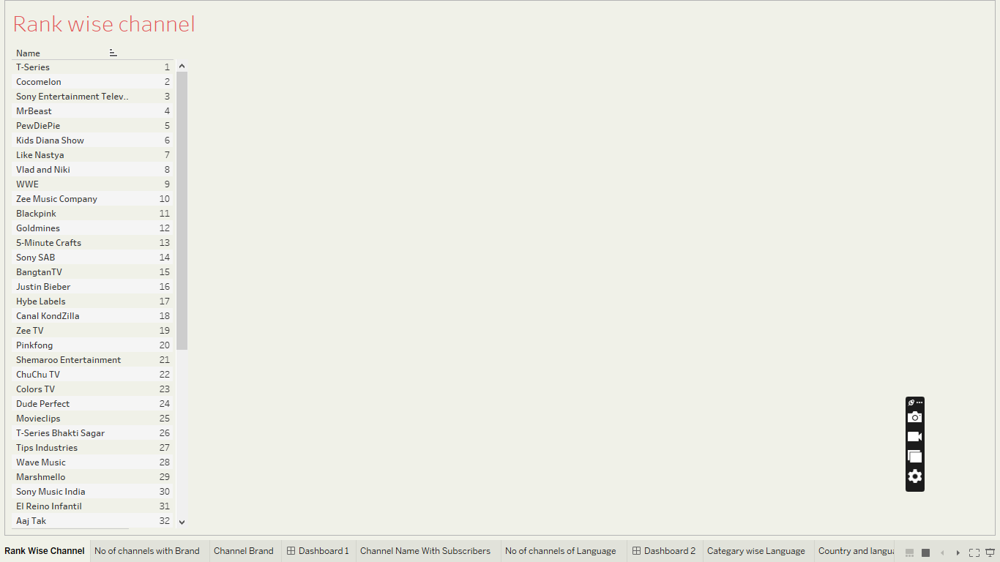 Rank wise channel
Name
T-Series 1
Cocomelon 2
Sony Entertainment Telev.. 3
MrBeast 4
PewDiePie 5
Kids Diana Show 6
Like Nastya 7
Vlad and Niki 8
WWE 9
Zee Music Company 10
Blackpink 11
Goldmines 12
5-Minute Crafts 13
Sony SAB 14
BangtanTV 15
Justin Bieber 16
Hybe Labels 17
Canal KondZilla 18
Zee TV 19
Pinkfong 20
Shemaroo Entertainment 21
ChuChu TV 22
Colors TV 23
Dude Perfect 24
Movieclips 25
T-Series Bhakti Sagar 26
Tips Industries 27
Wave Music 28
Marshmello 29
Sony Music India 30
El Reino Infantil 31
Aaj Tak 32
Rank Wise Channel No of channels with Brand Channel Brand Dashboard 1 Channel Name With Subscribers No of channels of Language Dashboard 2 Categary wise Language Country and langua